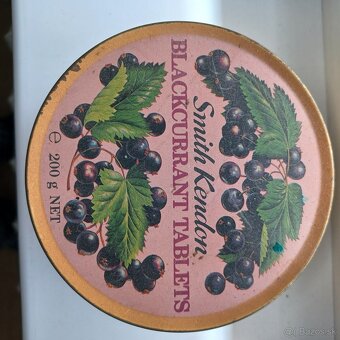 Smith Kendon
BLACKCURRANT TABLETS
℮ 200 g NET